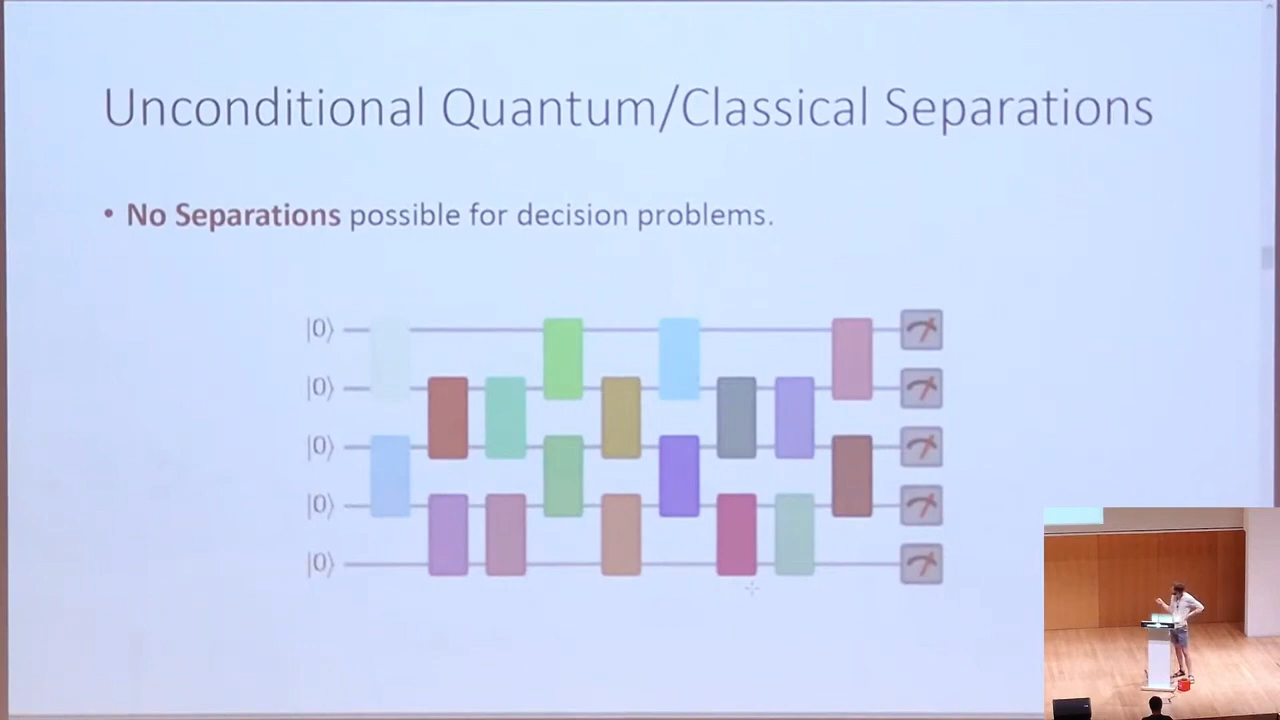 Unconditional Quantum/Classical Separations
• No Separations possible for decision problems.
|0⟩
|0⟩
|0⟩
|0⟩
|0⟩